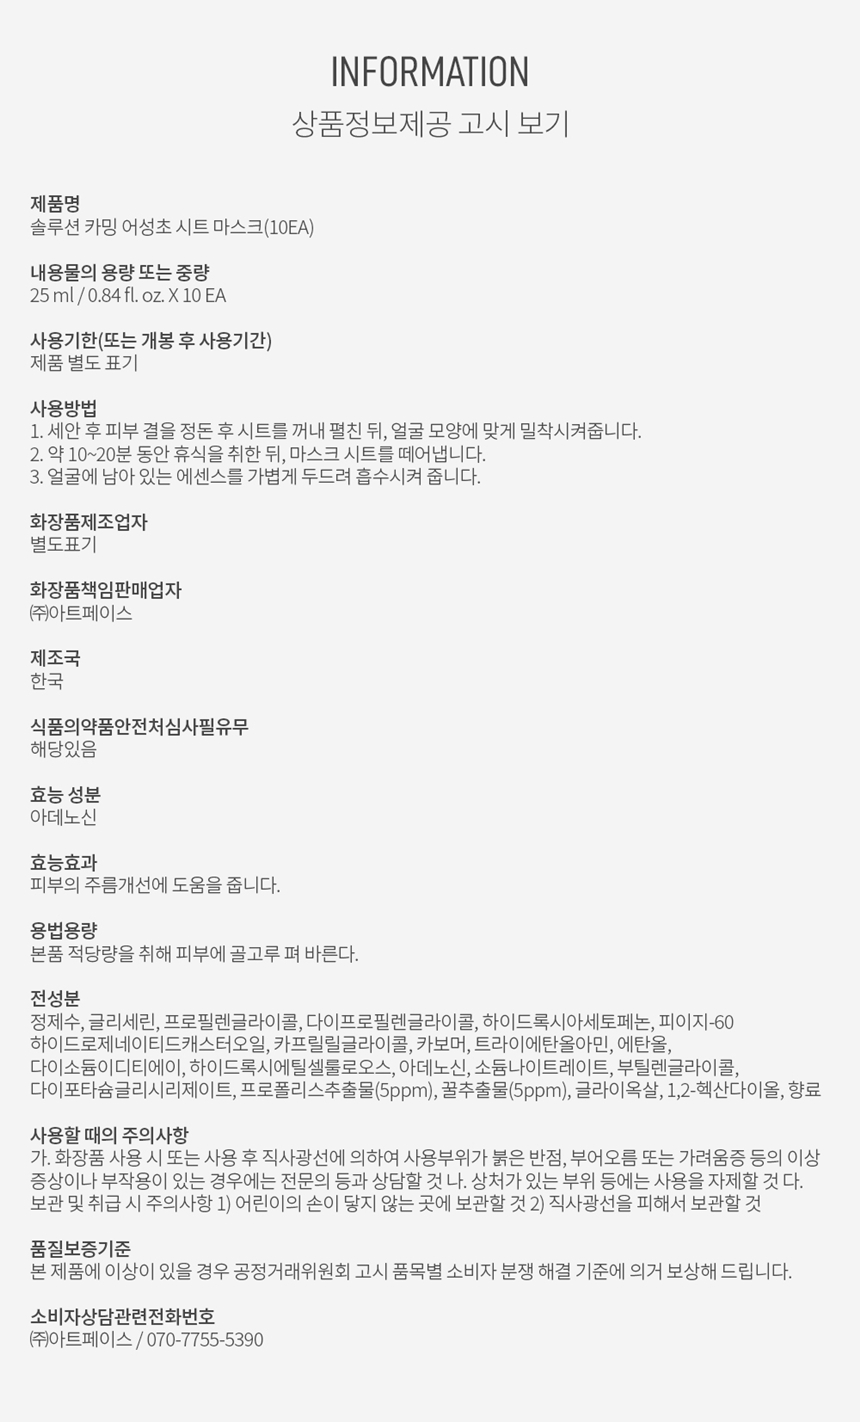 INFORMATION
상품정보제공 고시 보기
제품명
솔루션 카밍 어성초 시트 마스크(10EA)
내용물의 용량 또는 중량
25 ml / 0.84 fl. oz. X 10 EA
사용기한(또는 개봉 후 사용기간)
제품 별도 표기
사용방법
1. 세안 후 피부 결을 정돈 후 시트를 꺼내 펼친 뒤, 얼굴 모양에 맞게 밀착시켜줍니다.
2. 약 10~20분 동안 휴식을 취한 뒤, 마스크 시트를 떼어냅니다.
3. 얼굴에 남아 있는 에센스를 가볍게 두드려 흡수시켜 줍니다.
화장품제조업자
별도표기
화장품책임판매업자
㈜아트페이스
제조국
한국
식품의약품안전처심사필유무
해당있음
효능 성분
아데노신
효능효과
피부의 주름개선에 도움을 줍니다.
용법용량
본품 적당량을 취해 피부에 골고루 펴 바른다.
전성분
정제수, 글리세린, 프로필렌글라이콜, 다이프로필렌글라이콜, 하이드록시아세토페논, 피이지-60
하이드로제네이티드캐스터오일, 카프릴릴글라이콜, 카보머, 트라이에탄올아민, 에탄올,
다이소듐이디티에이, 하이드록시에틸셀룰로오스, 아데노신, 소듐나이트레이트, 부틸렌글라이콜,
다이포타슘글리시리제이트, 프로폴리스추출물(5ppm), 꿀추출물(5ppm), 글라이옥살, 1,2-헥산다이올, 향료
사용할 때의 주의사항
가. 화장품 사용 시 또는 사용 후 직사광선에 의하여 사용부위가 붉은 반점, 부어오름 또는 가려움증 등의 이상
증상이나 부작용이 있는 경우에는 전문의 등과 상담할 것 나. 상처가 있는 부위 등에는 사용을 자제할 것 다.
보관 및 취급 시 주의사항 1) 어린이의 손이 닿지 않는 곳에 보관할 것 2) 직사광선을 피해서 보관할 것
품질보증기준
본 제품에 이상이 있을 경우 공정거래위원회 고시 품목별 소비자 분쟁 해결 기준에 의거 보상해 드립니다.
소비자상담관련전화번호
㈜아트페이스 / 070-7755-5390